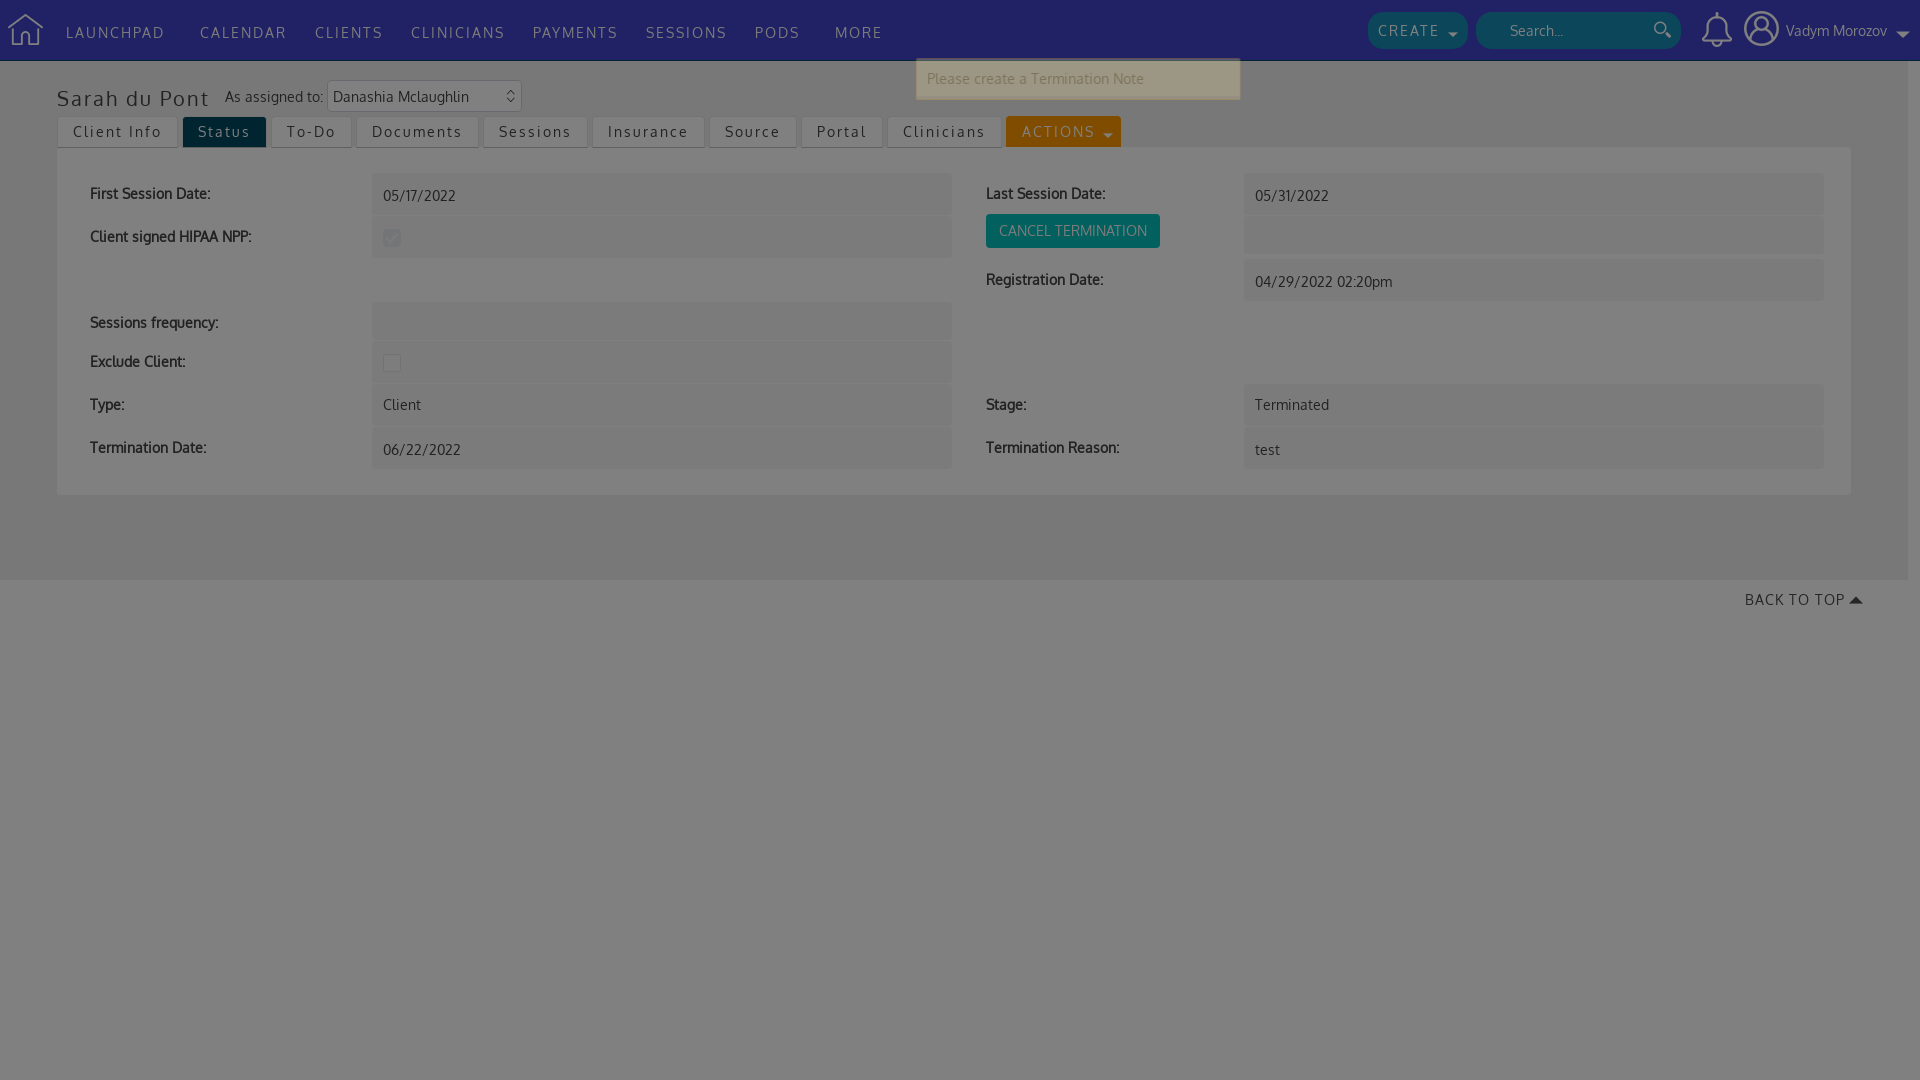 LAUNCHPAD CALENDAR CLIENTS CLINICIANS PAYMENTS SESSIONS PODS MORE CREATE Search... Vadym Morozov
Please create a Termination Note
Sarah du Pont As assigned to: Danashia Mclaughlin
Client Info Status To-Do Documents Sessions Insurance Source Portal Clinicians ACTIONS
First Session Date: 05/17/2022 Last Session Date: 05/31/2022
Client signed HIPAA NPP: CANCEL TERMINATION
Registration Date: 04/29/2022 02:20pm
Sessions frequency:
Exclude Client:
Type: Client Stage: Terminated
Termination Date: 06/22/2022 Termination Reason: test
BACK TO TOP